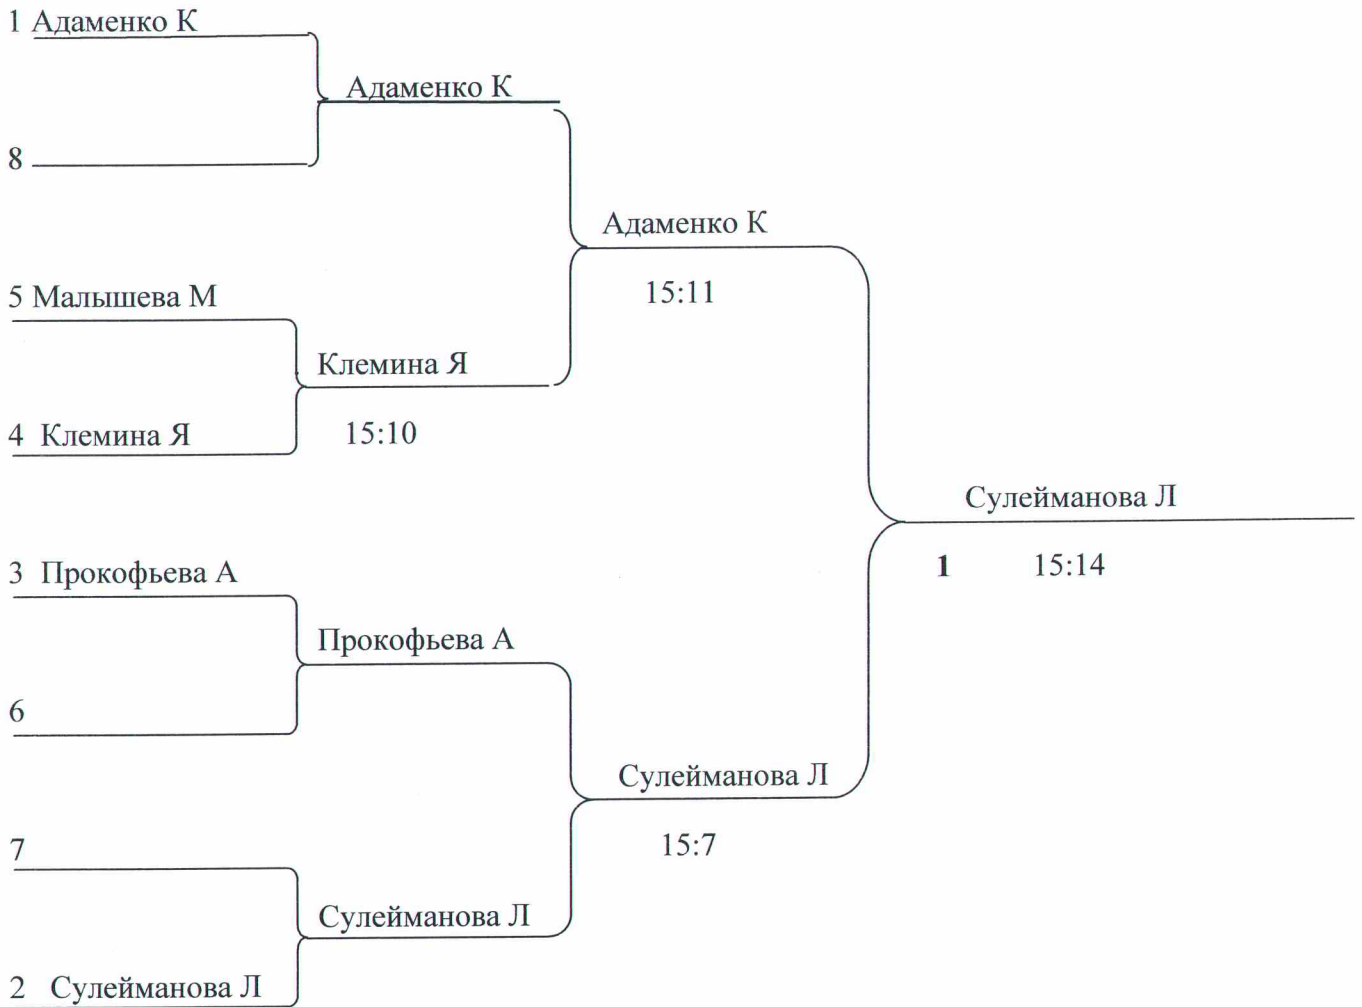 1 Адаменко К
Адаменко К
8
Адаменко К
15:11
5 Малышева М
Клемина Я
4 Клемина Я
15:10
Сулейманова Л
1 15:14
3 Прокофьева А
Прокофьева А
6
Сулейманова Л
15:7
7
Сулейманова Л
2 Сулейманова Л